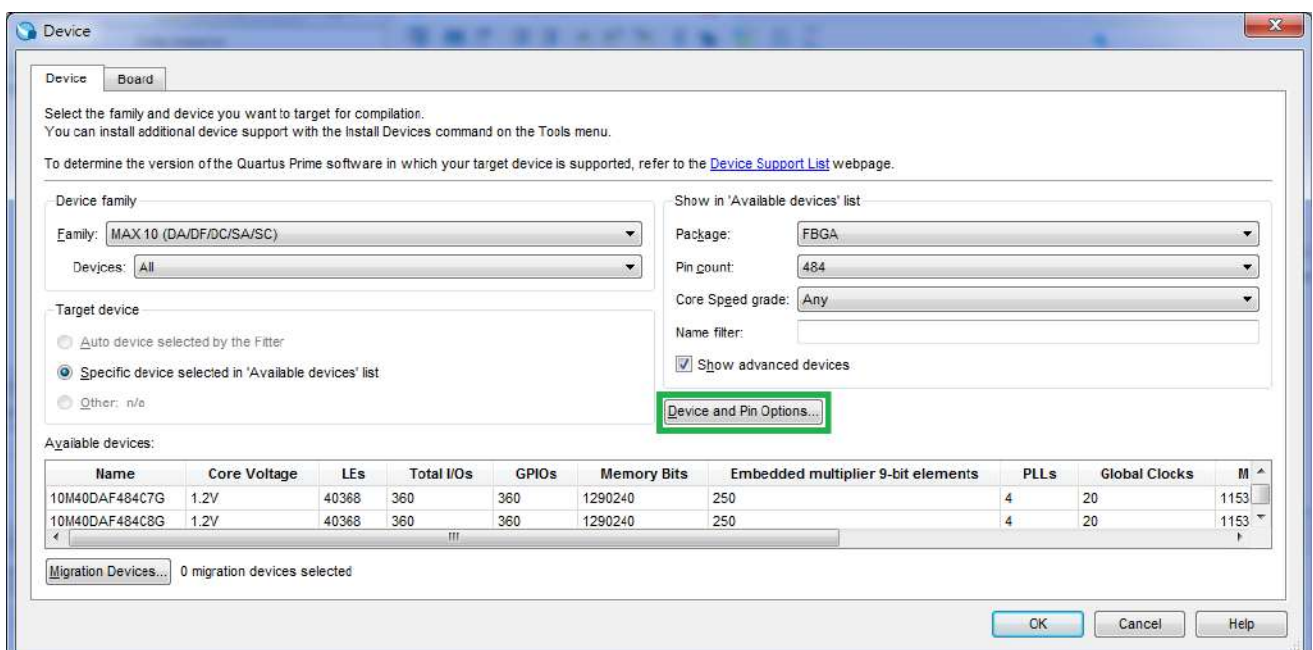 Device
Device Board
Select the family and device you want to target for compilation.
You can install additional device support with the Install Devices command on the Tools menu.
To determine the version of the Quartus Prime software in which your target device is supported, refer to the Device Support List webpage.
Device family
Family: MAX 10 (DA/DF/DC/SA/SC)
Devices: All
Target device
Auto device selected by the Fitter
Specific device selected in 'Available devices' list
Other: n/a
Show in 'Available devices' list
Package: FBGA
Pin count: 484
Core Speed grade: Any
Name filter:
Show advanced devices
Device and Pin Options...
Available devices:
Name Core Voltage LEs Total I/Os GPIOs Memory Bits Embedded multiplier 9-bit elements PLLs Global Clocks M
10M40DAF484C7G 1.2V 40368 360 360 1290240 250 4 20 1153
10M40DAF484C8G 1.2V 40368 360 360 1290240 250 4 20 1153
Migration Devices... 0 migration devices selected
OK Cancel Help